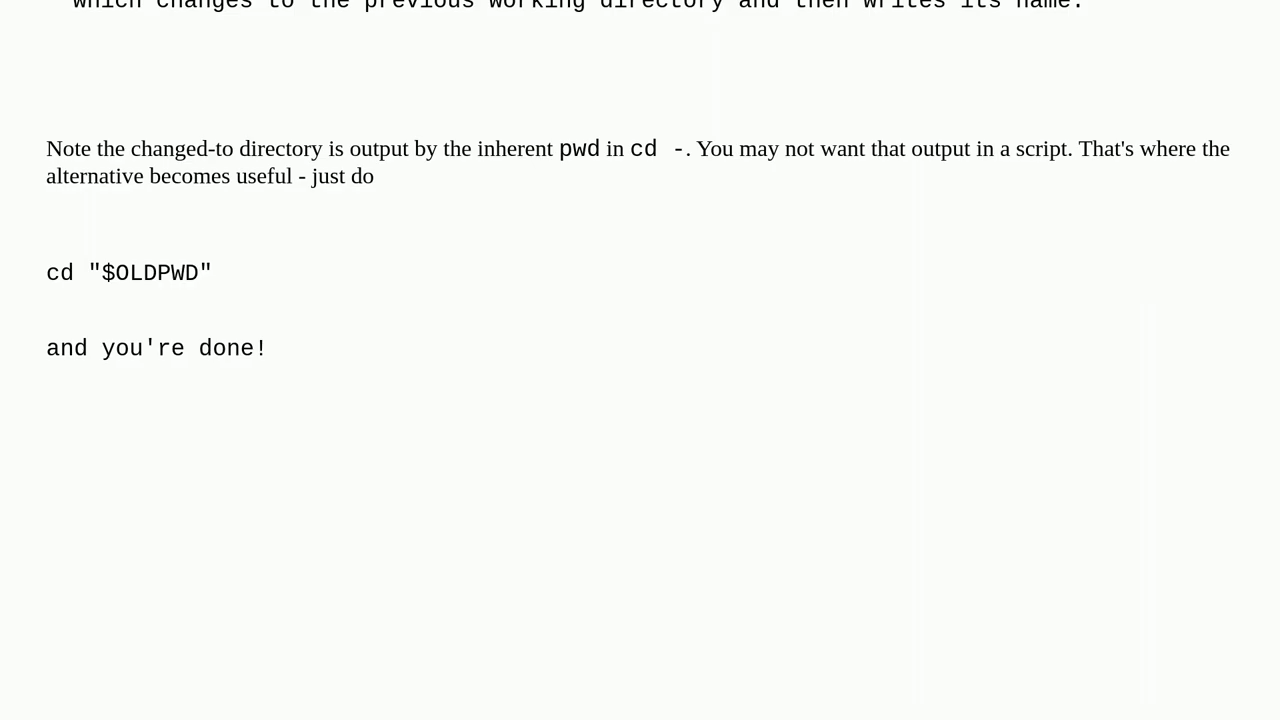 which changes to the previous working directory and then writes its name.
Note the changed-to directory is output by the inherent pwd in cd -. You may not want that output in a script. That's where the
alternative becomes useful - just do
cd "$OLDPWD"
and you're done!